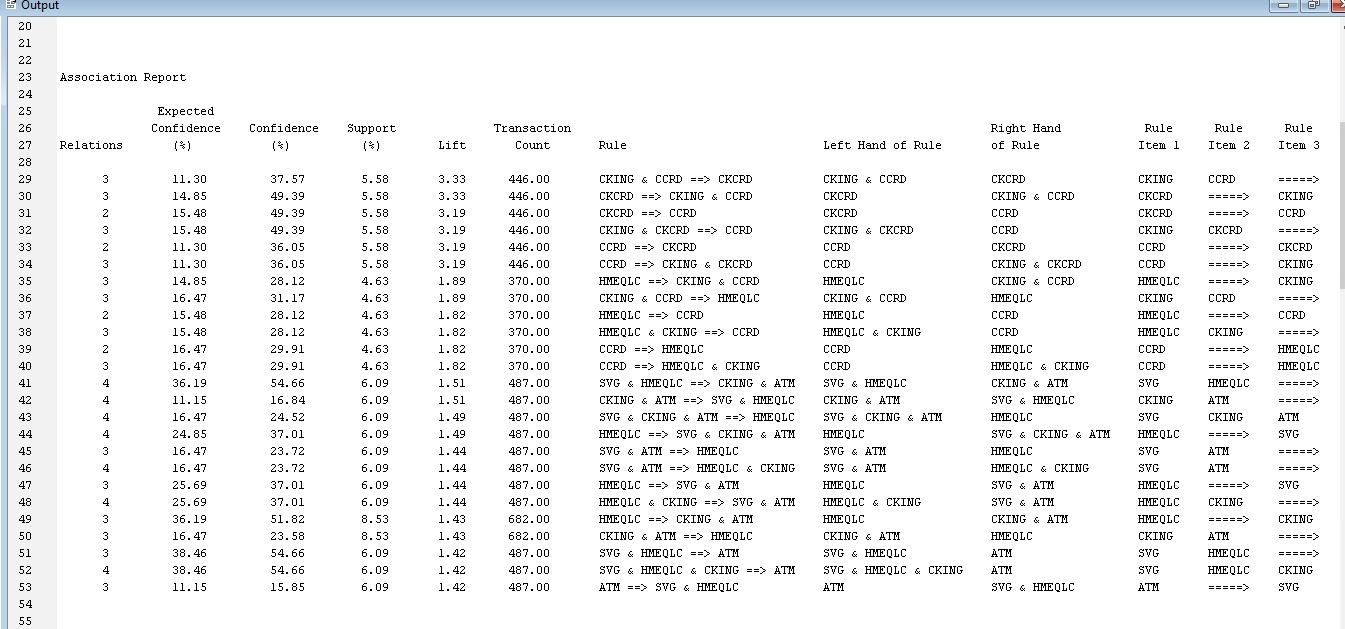 Output
20
21
22
23 Association Report
24
25 Expected
26 Confidence Confidence Support Transaction Right Hand Rule Rule Rule
27 Relations (%) (%) (%) Lift Count Rule Left Hand of Rule of Rule Item 1 Item 2 Item 3
28
29 3 11.30 37.57 5.58 3.33 446.00 CKING & CCRD ==> CKCRD CKING & CCRD CKCRD CKING CCRD =====>
30 3 14.85 49.39 5.58 3.33 446.00 CKCRD ==> CKING & CCRD CKCRD CKING & CCRD CKCRD =====> CKING
31 2 15.48 49.39 5.58 3.19 446.00 CKCRD ==> CCRD CKCRD CCRD CKCRD =====> CCRD
32 3 15.48 49.39 5.58 3.19 446.00 CKING & CKCRD ==> CCRD CKING & CKCRD CCRD CKING CKCRD =====>
33 2 11.30 36.05 5.58 3.19 446.00 CCRD ==> CKCRD CCRD CKCRD CCRD =====> CKCRD
34 3 11.30 36.05 5.58 3.19 446.00 CCRD ==> CKING & CKCRD CCRD CKING & CKCRD CCRD =====> CKING
35 3 14.85 28.12 4.63 1.89 370.00 HMEQLC ==> CKING & CCRD HMEQLC CKING & CCRD HMEQLC =====> CKING
36 3 16.47 31.17 4.63 1.89 370.00 CKING & CCRD ==> HMEQLC CKING & CCRD HMEQLC CKING CCRD =====>
37 2 15.48 28.12 4.63 1.82 370.00 HMEQLC ==> CCRD HMEQLC CCRD HMEQLC =====> CCRD
38 3 15.48 28.12 4.63 1.82 370.00 HMEQLC & CKING ==> CCRD HMEQLC & CKING CCRD HMEQLC CKING =====>
39 2 16.47 29.91 4.63 1.82 370.00 CCRD ==> HMEQLC CCRD HMEQLC CCRD =====> HMEQLC
40 3 16.47 29.91 4.63 1.82 370.00 CCRD ==> HMEQLC & CKING CCRD HMEQLC & CKING CCRD =====> HMEQLC
41 4 36.19 54.66 6.09 1.51 487.00 SVG & HMEQLC ==> CKING & ATM SVG & HMEQLC CKING & ATM SVG HMEQLC =====>
42 4 11.15 16.84 6.09 1.51 487.00 CKING & ATM ==> SVG & HMEQLC CKING & ATM SVG & HMEQLC CKING ATM =====>
43 4 16.47 24.52 6.09 1.49 487.00 SVG & CKING & ATM ==> HMEQLC SVG & CKING & ATM HMEQLC SVG CKING ATM
44 4 24.85 37.01 6.09 1.49 487.00 HMEQLC ==> SVG & CKING & ATM HMEQLC SVG & CKING & ATM HMEQLC =====> SVG
45 3 16.47 23.72 6.09 1.44 487.00 SVG & ATM ==> HMEQLC SVG & ATM HMEQLC SVG ATM =====>
46 4 16.47 23.72 6.09 1.44 487.00 SVG & ATM ==> HMEQLC & CKING SVG & ATM HMEQLC & CKING SVG ATM =====>
47 3 25.69 37.01 6.09 1.44 487.00 HMEQLC ==> SVG & ATM HMEQLC SVG & ATM HMEQLC =====> SVG
48 4 25.69 37.01 6.09 1.44 487.00 HMEQLC & CKING ==> SVG & ATM HMEQLC & CKING SVG & ATM HMEQLC CKING =====>
49 3 36.19 51.82 8.53 1.43 682.00 HMEQLC ==> CKING & ATM HMEQLC CKING & ATM HMEQLC =====> CKING
50 3 16.47 23.58 8.53 1.43 682.00 CKING & ATM ==> HMEQLC CKING & ATM HMEQLC CKING ATM =====>
51 3 38.46 54.66 6.09 1.42 487.00 SVG & HMEQLC ==> ATM SVG & HMEQLC ATM SVG HMEQLC =====>
52 4 38.46 54.66 6.09 1.42 487.00 SVG & HMEQLC & CKING ==> ATM SVG & HMEQLC & CKING ATM SVG HMEQLC CKING
53 3 11.15 15.85 6.09 1.42 487.00 ATM ==> SVG & HMEQLC ATM SVG & HMEQLC ATM =====> SVG
54
55